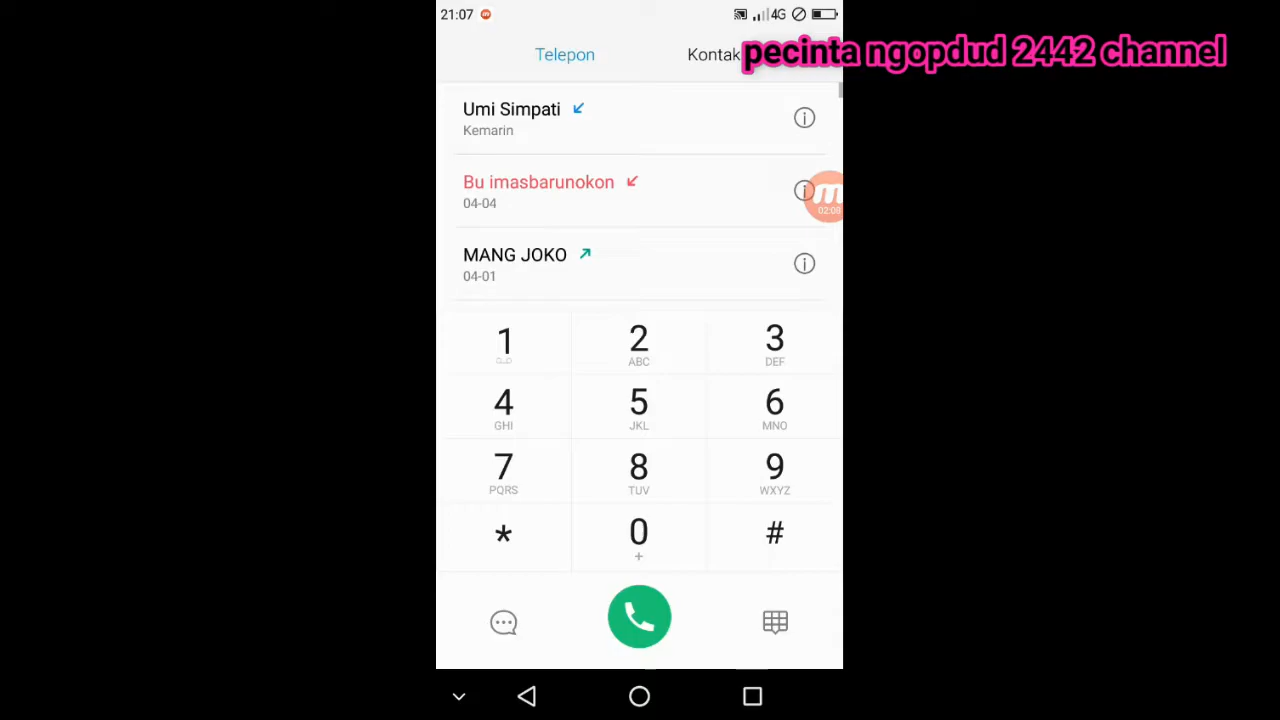 21:07
4G
pecinta ngopdud 2442 channel
Telepon
Kontak
Umi Simpati
Kemarin
Bu imasbarunokon
04-04
m
02:00
MANG JOKO
04-01
1
2
ABC
3
DEF
4
GHI
5
JKL
6
MNO
7
PQRS
8
TUV
9
WXYZ
*
0
+
#